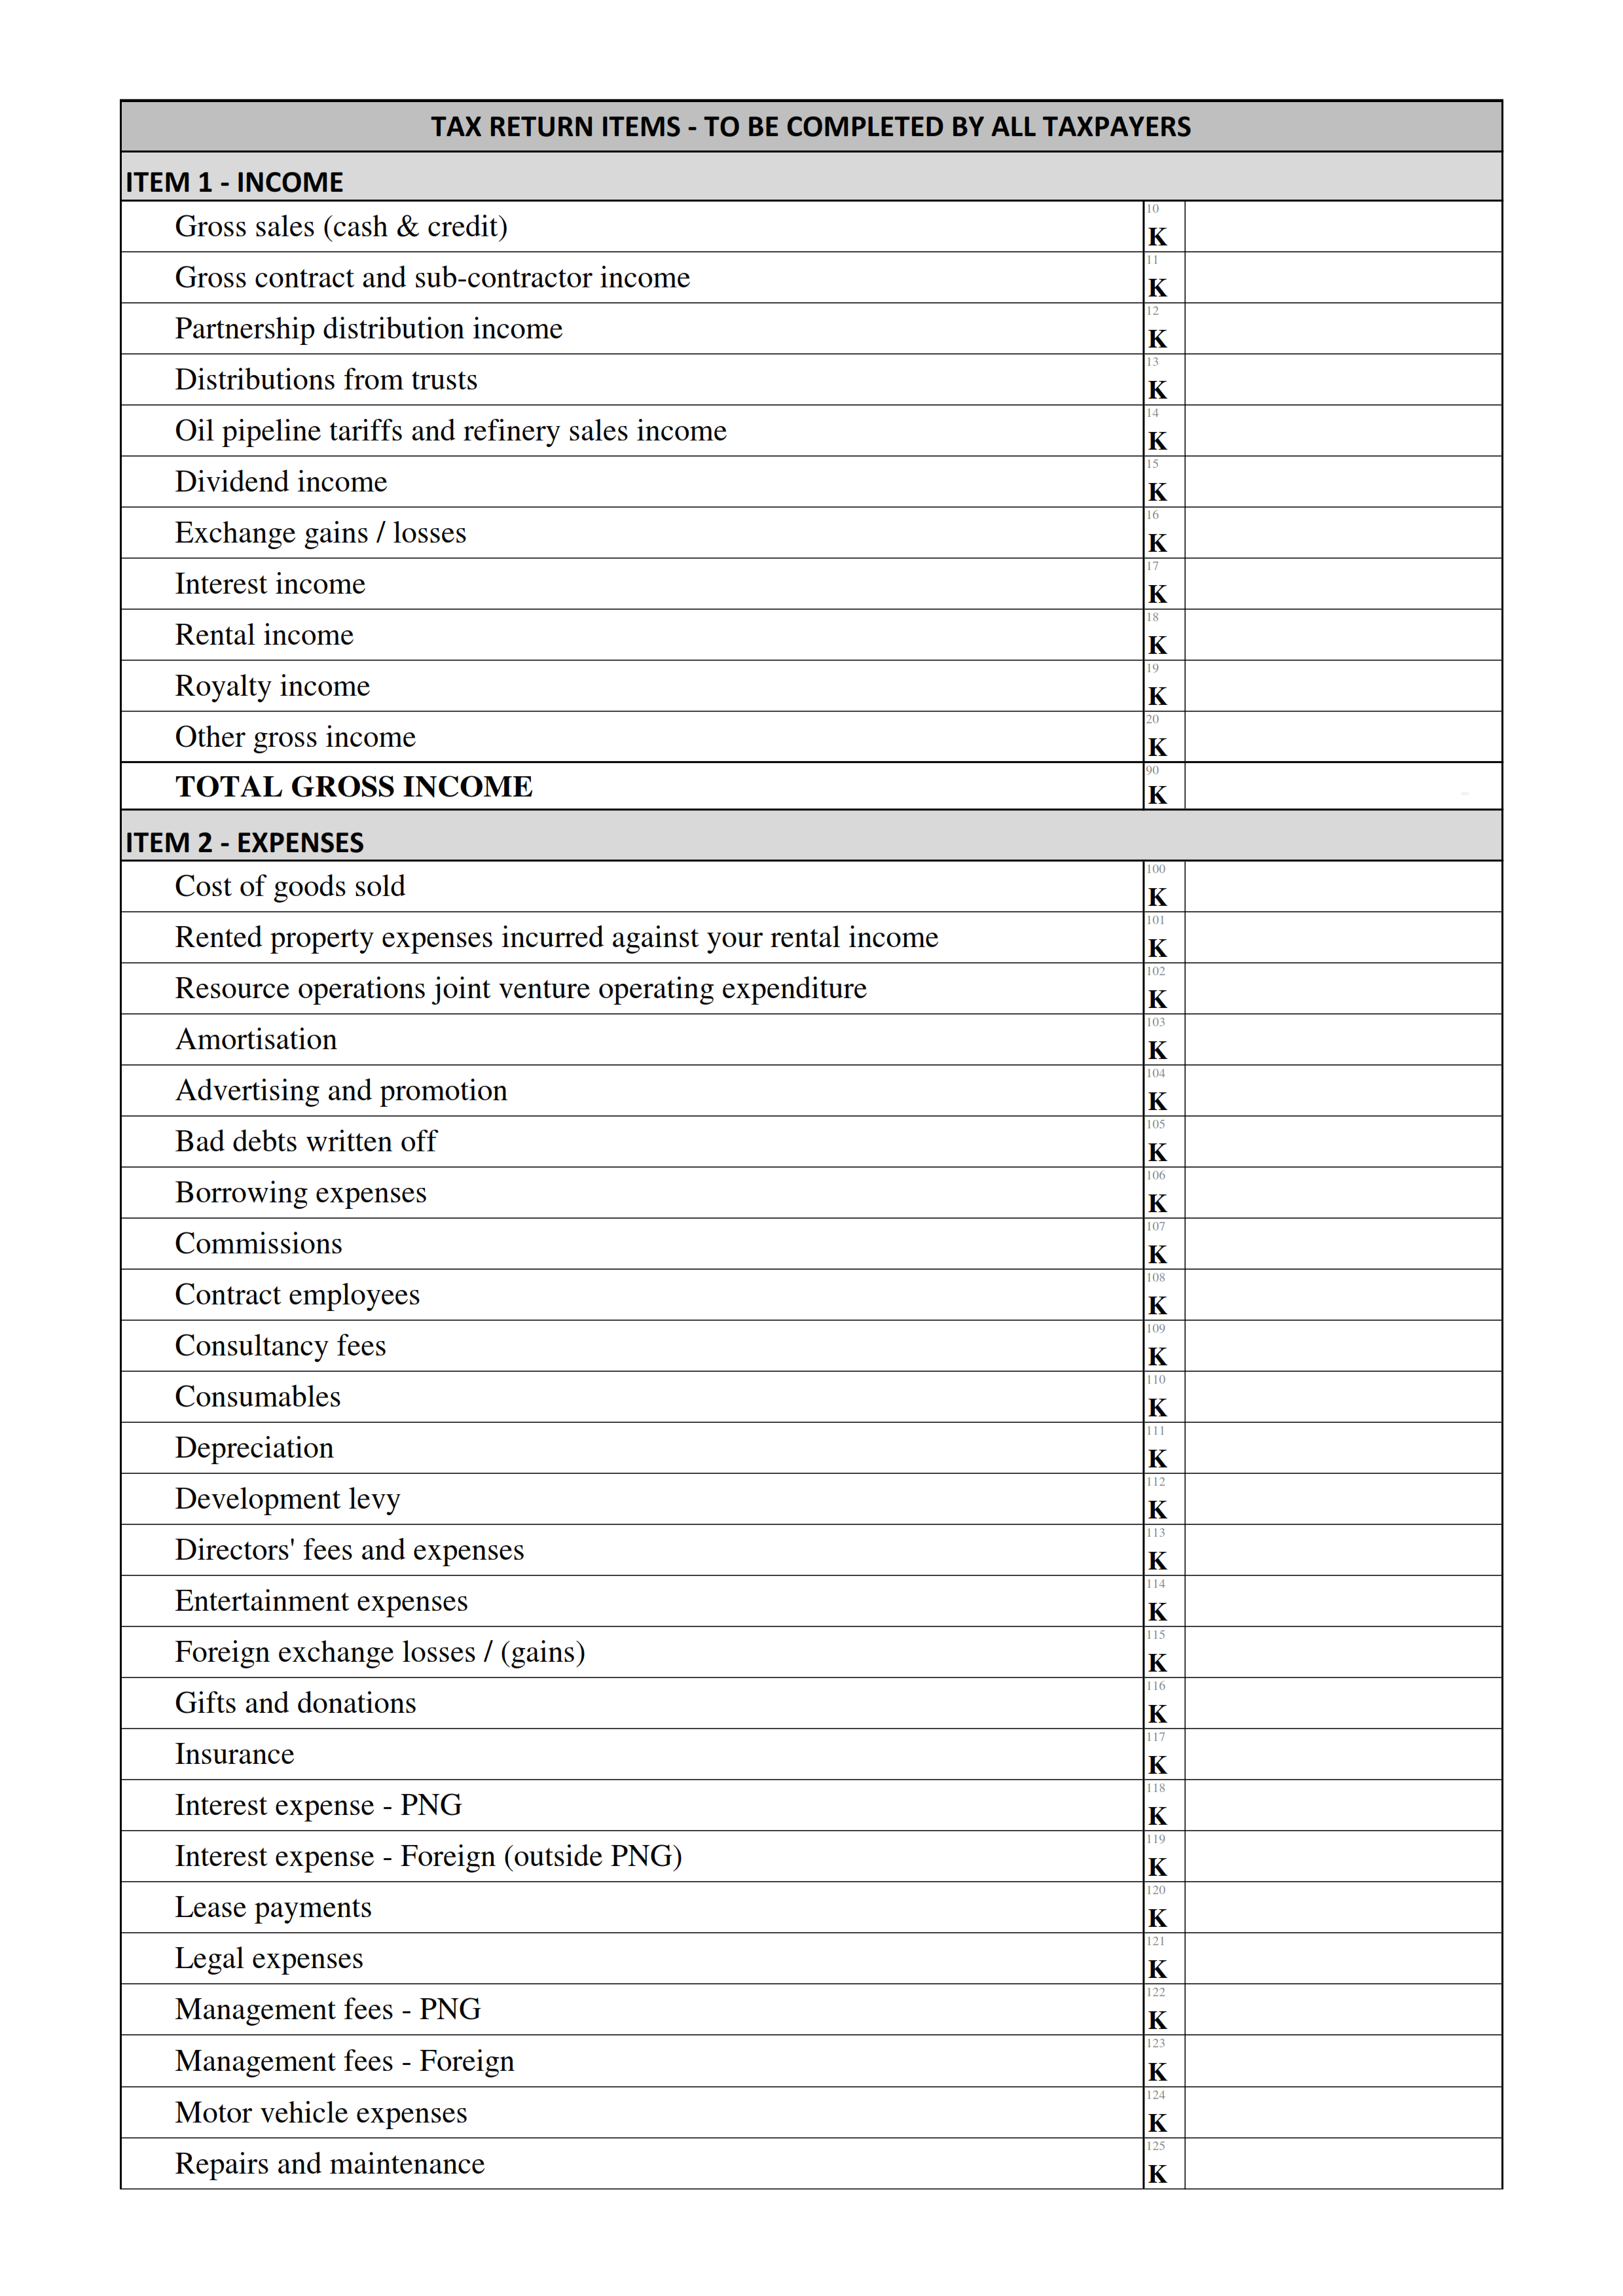 TAX RETURN ITEMS - TO BE COMPLETED BY ALL TAXPAYERS
ITEM 1 - INCOME
Gross sales (cash & credit) 10 K
Gross contract and sub-contractor income 11 K
Partnership distribution income 12 K
Distributions from trusts 13 K
Oil pipeline tariffs and refinery sales income 14 K
Dividend income 15 K
Exchange gains / losses 16 K
Interest income 17 K
Rental income 18 K
Royalty income 19 K
Other gross income 20 K
TOTAL GROSS INCOME 90 K -
ITEM 2 - EXPENSES
Cost of goods sold 100 K
Rented property expenses incurred against your rental income 101 K
Resource operations joint venture operating expenditure 102 K
Amortisation 103 K
Advertising and promotion 104 K
Bad debts written off 105 K
Borrowing expenses 106 K
Commissions 107 K
Contract employees 108 K
Consultancy fees 109 K
Consumables 110 K
Depreciation 111 K
Development levy 112 K
Directors' fees and expenses 113 K
Entertainment expenses 114 K
Foreign exchange losses / (gains) 115 K
Gifts and donations 116 K
Insurance 117 K
Interest expense - PNG 118 K
Interest expense - Foreign (outside PNG) 119 K
Lease payments 120 K
Legal expenses 121 K
Management fees - PNG 122 K
Management fees - Foreign 123 K
Motor vehicle expenses 124 K
Repairs and maintenance 125 K